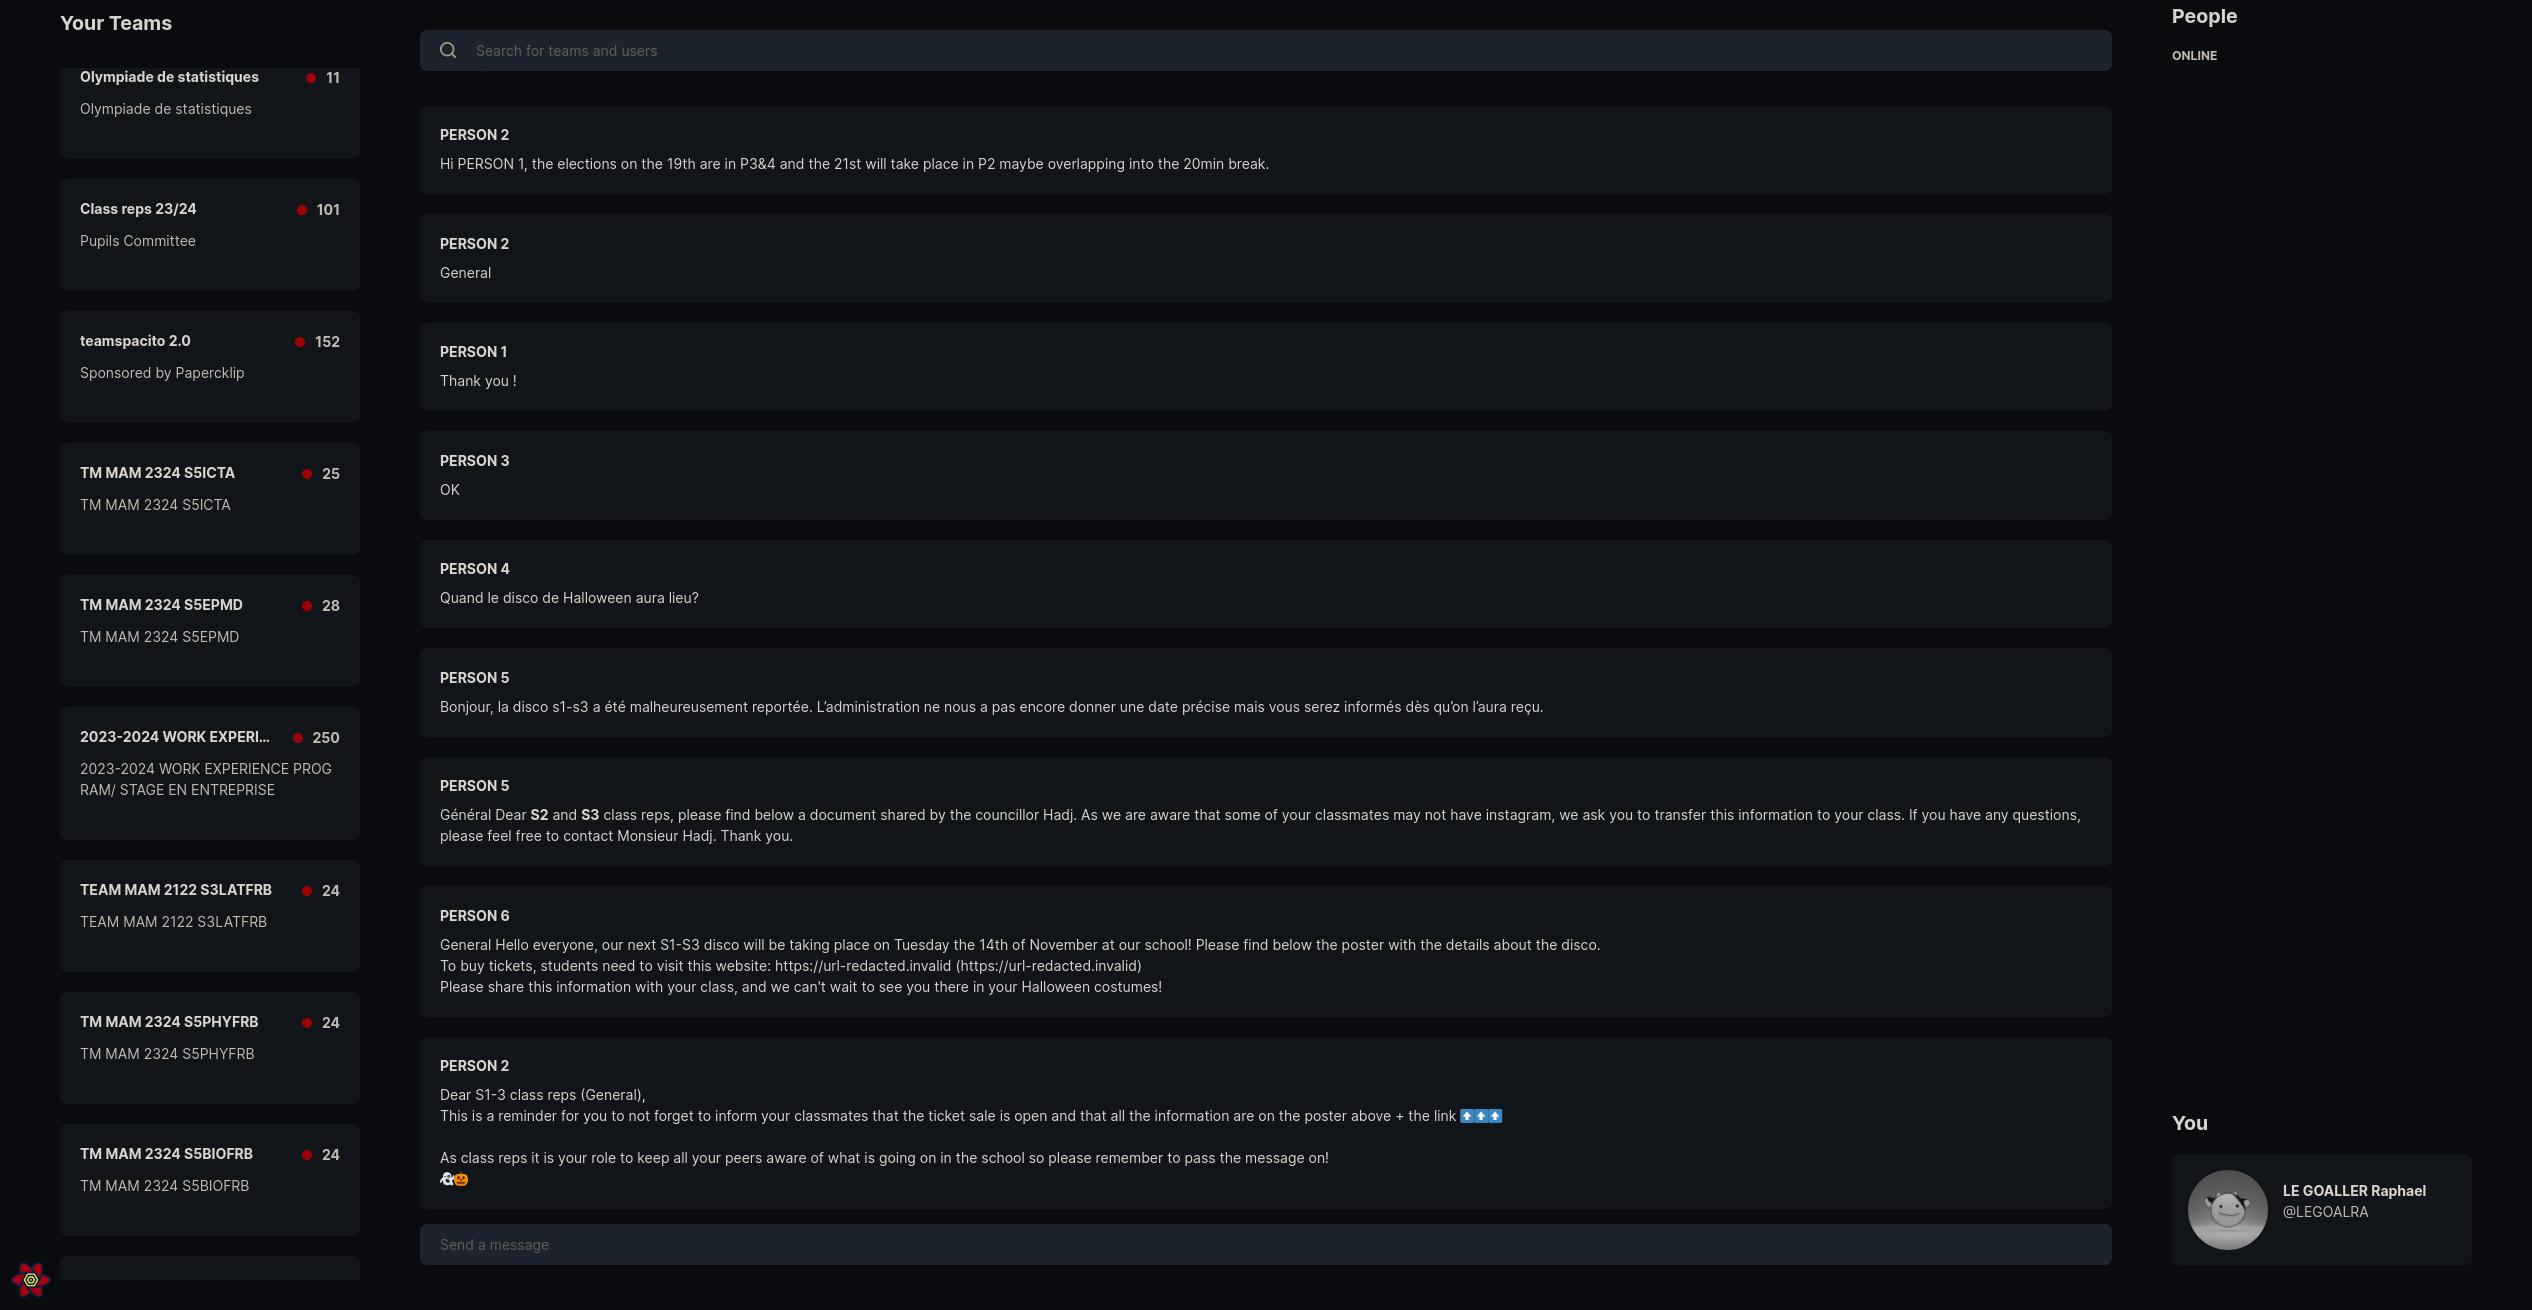 Your Teams
Olympiade de statistiques 11
Olympiade de statistiques
Class reps 23/24 101
Pupils Committee
teamspacito 2.0 152
Sponsored by Papercklip
TM MAM 2324 S5ICTA 25
TM MAM 2324 S5ICTA
TM MAM 2324 S5EPMD 28
TM MAM 2324 S5EPMD
2023-2024 WORK EXPERI... 250
2023-2024 WORK EXPERIENCE PROG
RAM/ STAGE EN ENTREPRISE
TEAM MAM 2122 S3LATFRB 24
TEAM MAM 2122 S3LATFRB
TM MAM 2324 S5PHYFRB 24
TM MAM 2324 S5PHYFRB
TM MAM 2324 S5BIOFRB 24
TM MAM 2324 S5BIOFRB
Search for teams and users
PERSON 2
Hi PERSON 1, the elections on the 19th are in P3&4 and the 21st will take place in P2 maybe overlapping into the 20min break.
PERSON 2
General
PERSON 1
Thank you !
PERSON 3
OK
PERSON 4
Quand le disco de Halloween aura lieu?
PERSON 5
Bonjour, la disco s1-s3 a été malheureusement reportée. L’administration ne nous a pas encore donner une date précise mais vous serez informés dès qu’on l’aura reçu.
PERSON 5
Général Dear S2 and S3 class reps, please find below a document shared by the councillor Hadj. As we are aware that some of your classmates may not have instagram, we ask you to transfer this information to your class. If you have any questions,
please feel free to contact Monsieur Hadj. Thank you.
PERSON 6
General Hello everyone, our next S1-S3 disco will be taking place on Tuesday the 14th of November at our school! Please find below the poster with the details about the disco.
To buy tickets, students need to visit this website: https://url-redacted.invalid (https://url-redacted.invalid)
Please share this information with your class, and we can't wait to see you there in your Halloween costumes!
PERSON 2
Dear S1-3 class reps (General),
This is a reminder for you to not forget to inform your classmates that the ticket sale is open and that all the information are on the poster above + the link ⬆️⬆️⬆️
As class reps it is your role to keep all your peers aware of what is going on in the school so please remember to pass the message on!
👻🎃
Send a message
People
ONLINE
You
LE GOALLER Raphael
@LEGOALRA